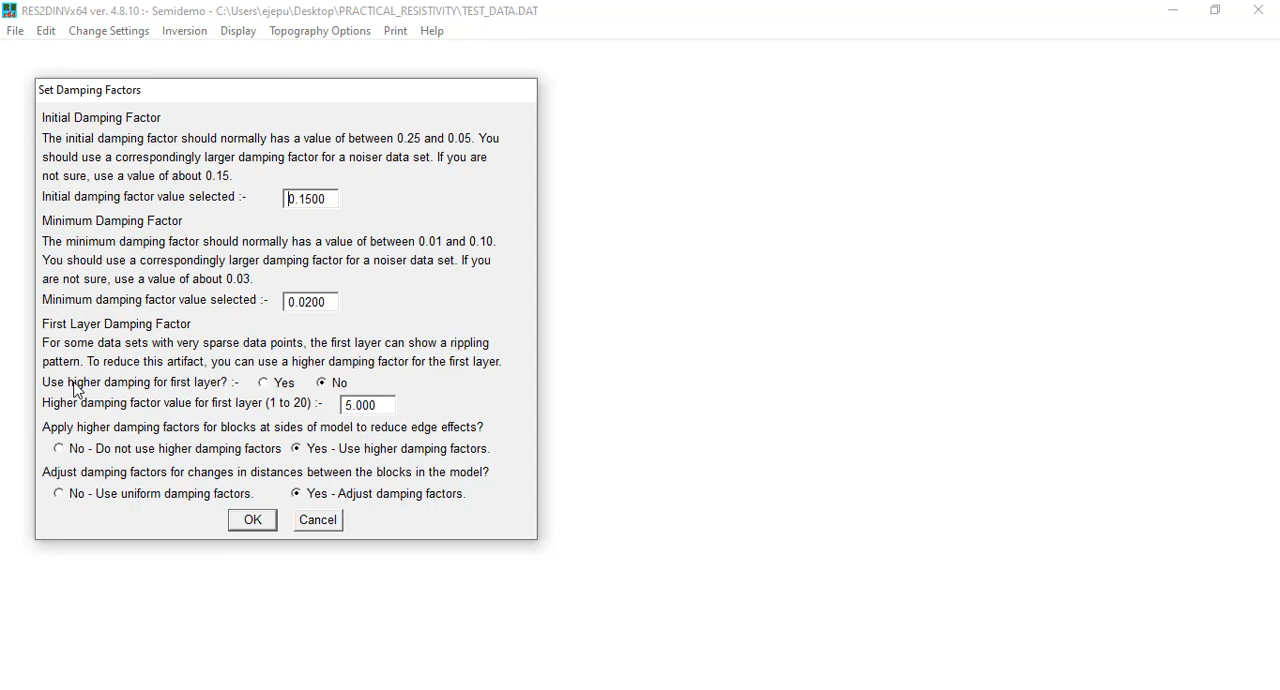 RES2DINVx64 ver. 4.8.10 :- Semidemo - C:\Users\ejepu\Desktop\PRACTICAL_RESISTIVITY\TEST_DATA.DAT
File Edit Change Settings Inversion Display Topography Options Print Help
Set Damping Factors
Initial Damping Factor
The initial damping factor should normally has a value of between 0.25 and 0.05. You
should use a correspondingly larger damping factor for a noiser data set. If you are
not sure, use a value of about 0.15.
Initial damping factor value selected :- 0.1500
Minimum Damping Factor
The minimum damping factor should normally has a value of between 0.01 and 0.10.
You should use a correspondingly larger damping factor for a noiser data set. If you
are not sure, use a value of about 0.03.
Minimum damping factor value selected :- 0.0200
First Layer Damping Factor
For some data sets with very sparse data points, the first layer can show a rippling
pattern. To reduce this artifact, you can use a higher damping factor for the first layer.
Use higher damping for first layer? :- Yes No
Higher damping factor value for first layer (1 to 20) :- 5.000
Apply higher damping factors for blocks at sides of model to reduce edge effects?
No - Do not use higher damping factors Yes - Use higher damping factors.
Adjust damping factors for changes in distances between the blocks in the model?
No - Use uniform damping factors. Yes - Adjust damping factors.
OK Cancel